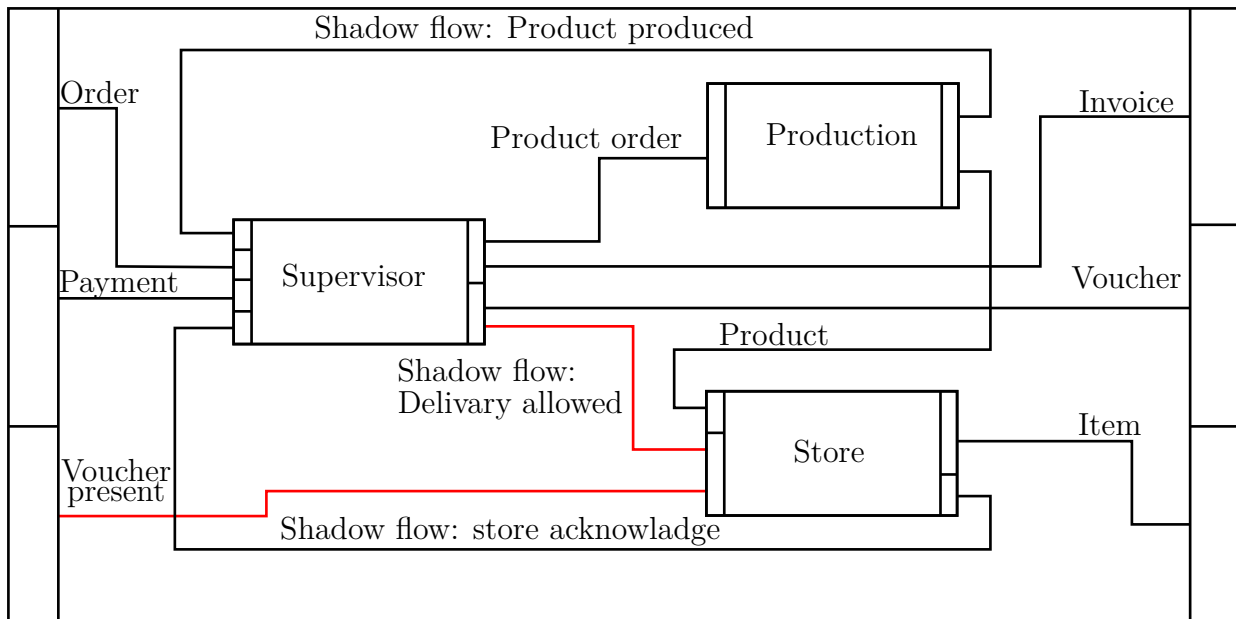 Shadow flow: Product produced
Order
Invoice
Product order
Production
Supervisor
Payment
Voucher
Product
Shadow flow:
Delivary allowed
Item
Store
Voucher
present
Shadow flow: store acknowladge